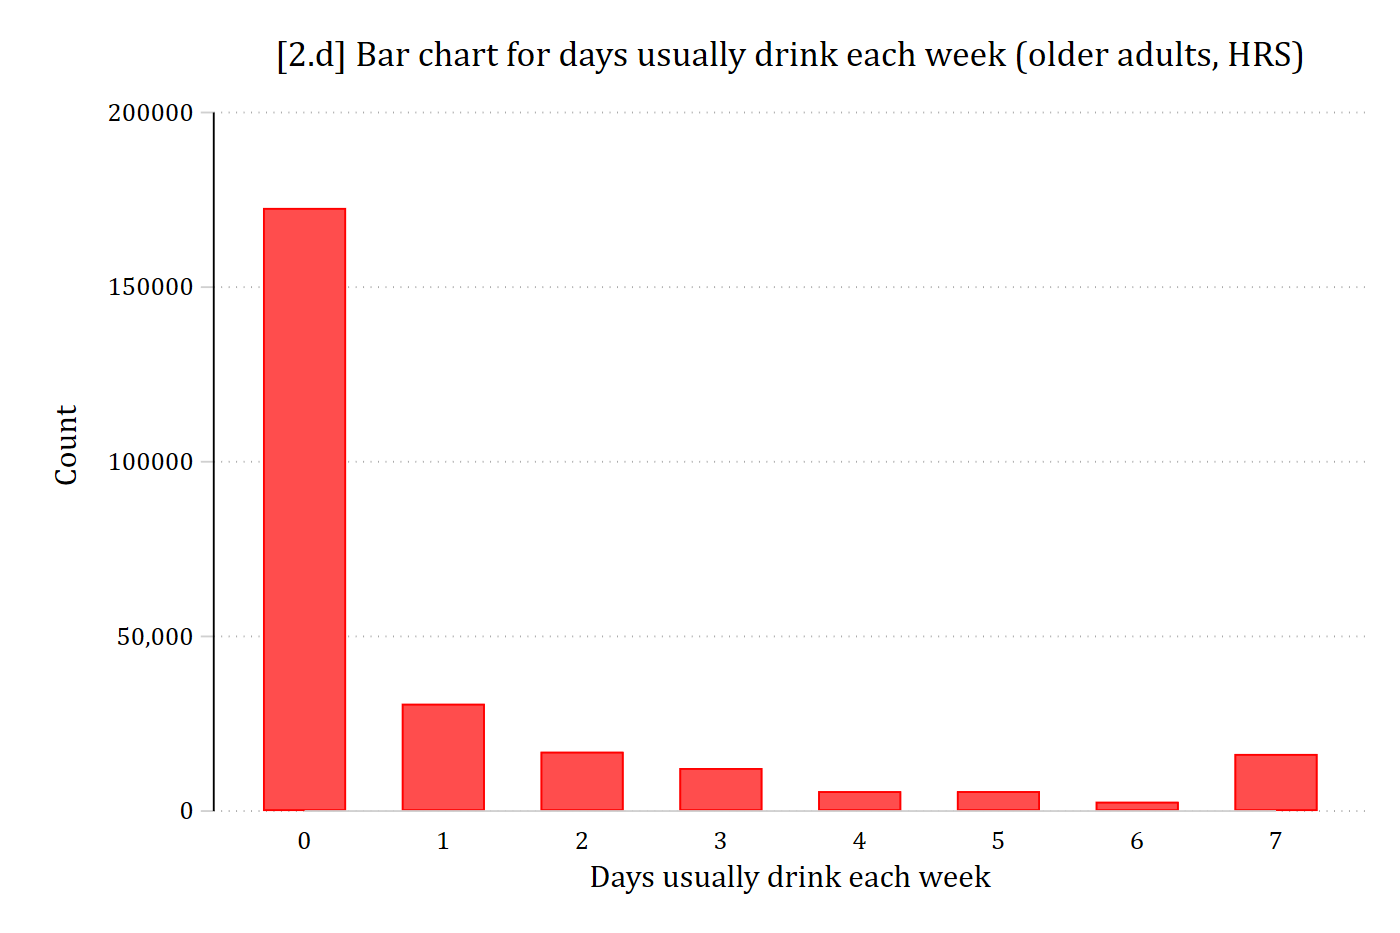 [2.d] Bar chart for days usually drink each week (older adults, HRS)
200000
150000
100000
50,000
0
Count
0 1 2 3 4 5 6 7
Days usually drink each week